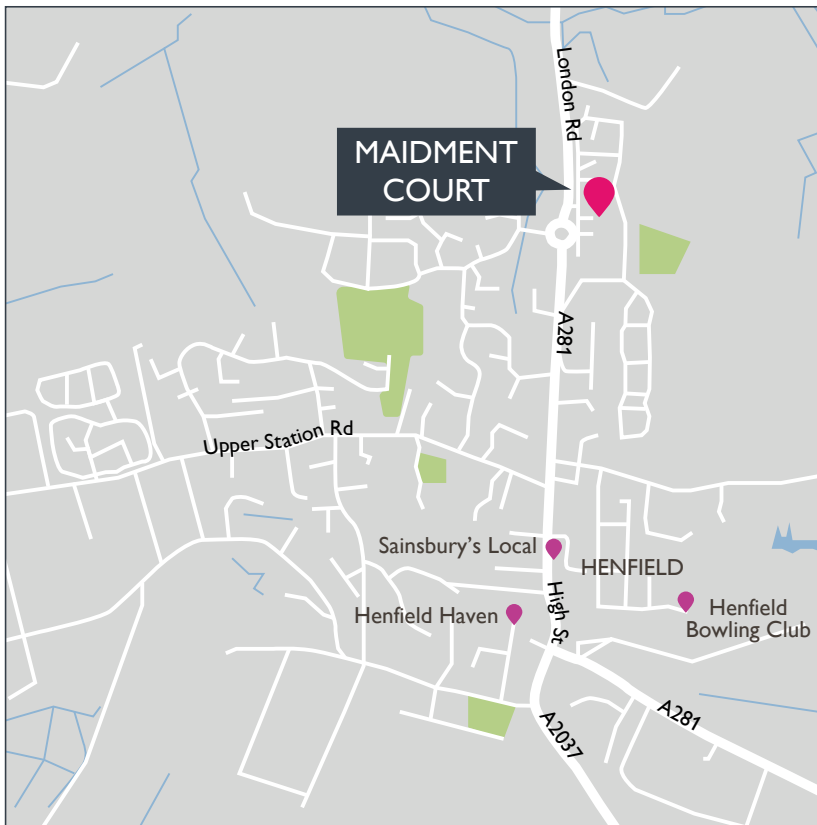 London Rd
MAIDMENT
COURT
A281
Upper Station Rd
Sainsbury's Local
HENFIELD
High St
Henfield Haven
Henfield
Bowling Club
A281
A2037